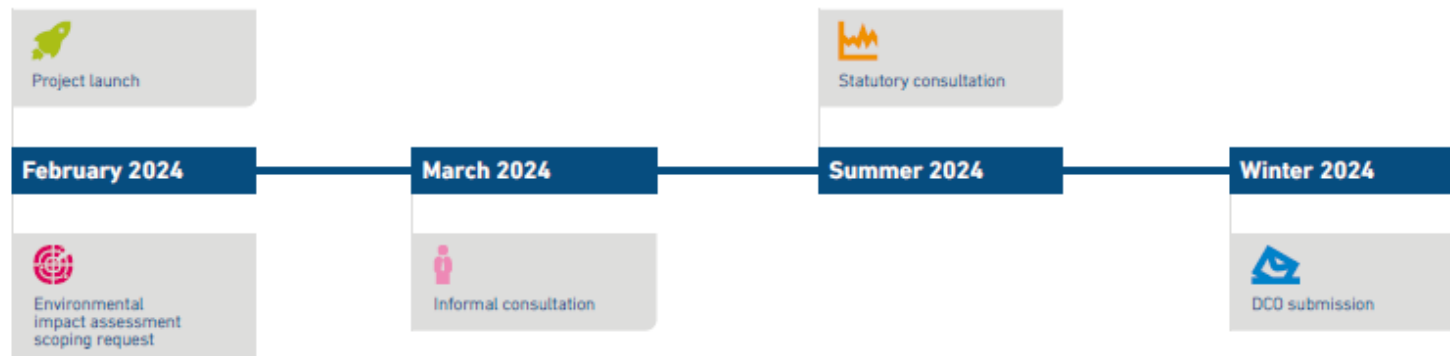 Project launch
Statutory consultation
February 2024
March 2024
Summer 2024
Winter 2024
Environmental
impact assessment
scoping request
Informal consultation
DCO submission